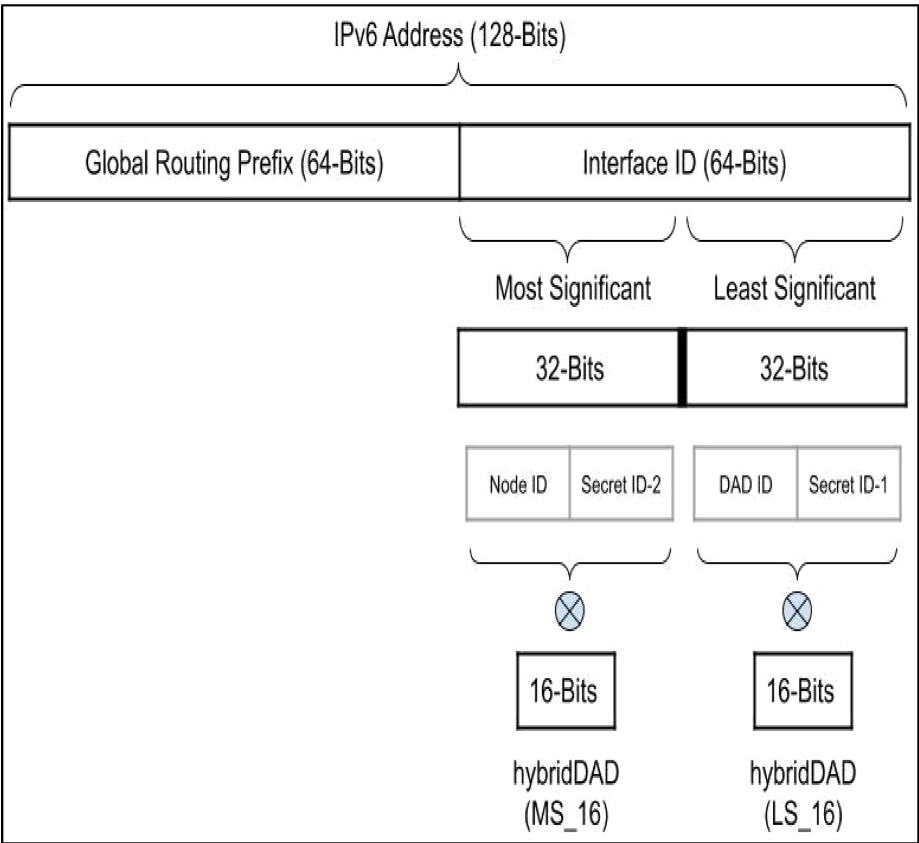 IPv6 Address (128-Bits)
Global Routing Prefix (64-Bits)
Interface ID (64-Bits)
Most Significant
Least Significant
32-Bits
32-Bits
Node ID
Secret ID-2
DAD ID
Secret ID-1
16-Bits
16-Bits
hybridDAD
(MS_16)
hybridDAD
(LS_16)